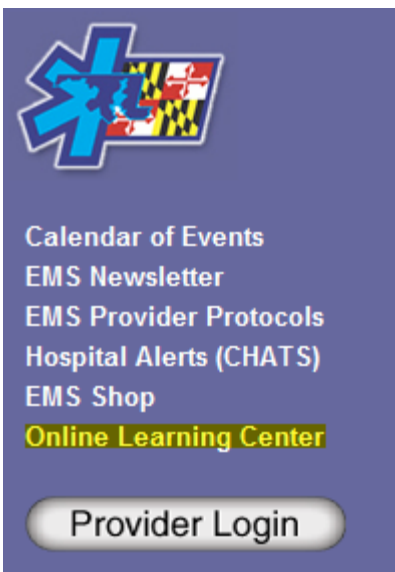 Calendar of Events
EMS Newsletter
EMS Provider Protocols
Hospital Alerts (CHATS)
EMS Shop
Online Learning Center
Provider Login